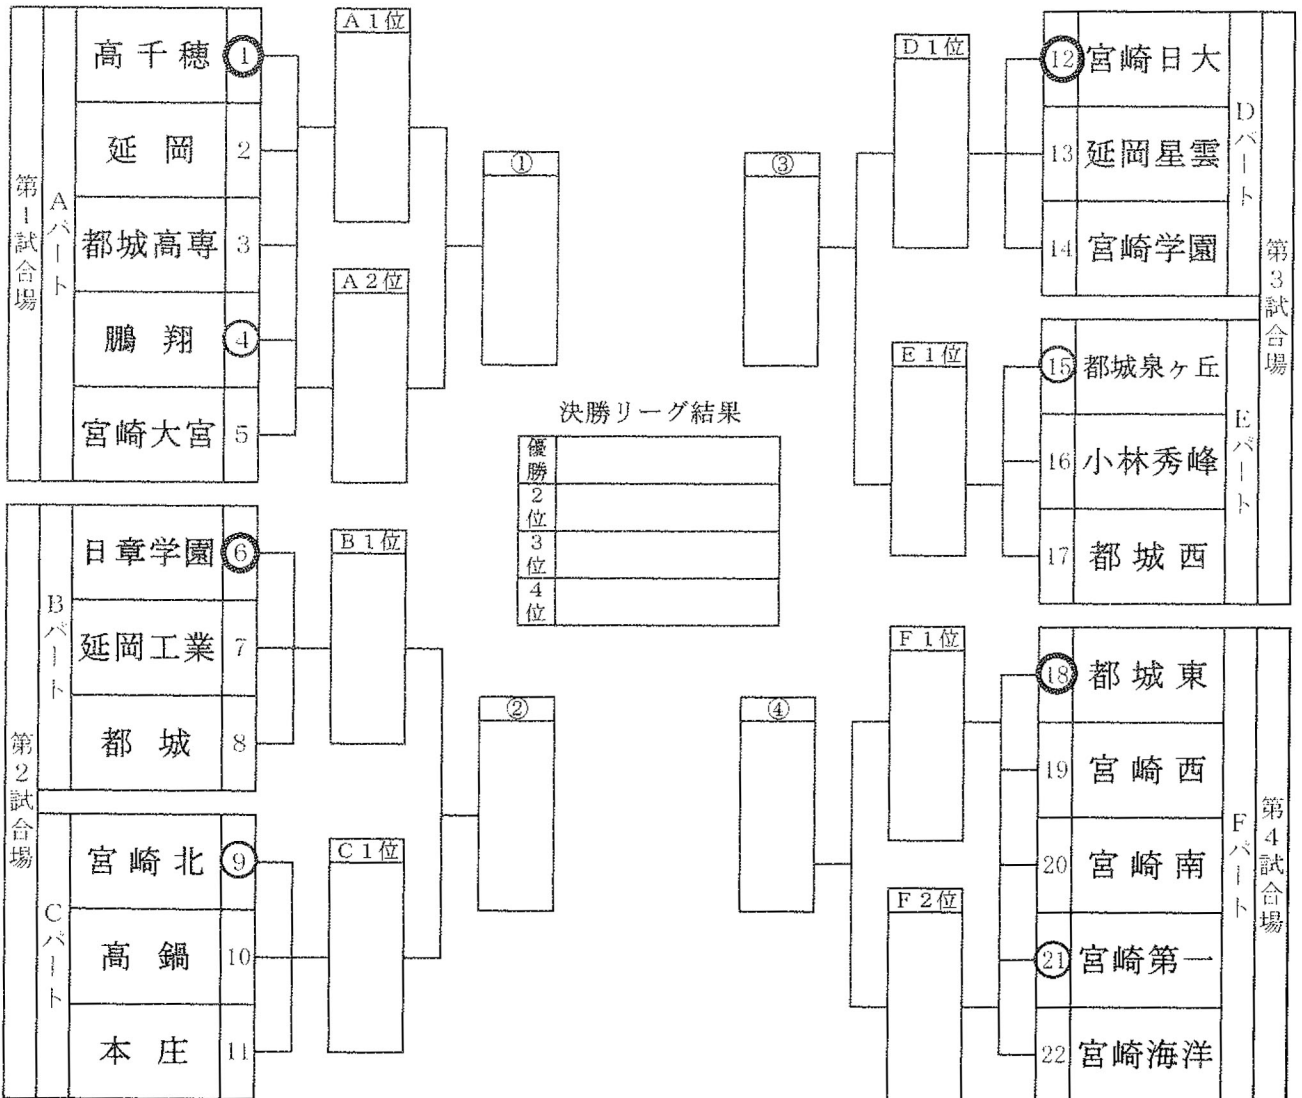 第1試合場
Aパート
高千穂 ①
延岡 2
都城高専 3
鵬翔 ④
宮崎大宮 5
A1位
A2位
①
第2試合場
Bパート
日章学園 ⑥
延岡工業 7
都城 8
B1位
Cパート
宮崎北 ⑨
高鍋 10
本庄 11
C1位
②
決勝リーグ結果
優勝
2位
3位
4位
③
D1位
⑫ 宮崎日大
13 延岡星雲
14 宮崎学園
Dパート
第3試合場
E1位
⑮ 都城泉ヶ丘
16 小林秀峰
17 都城西
Eパート
④
F1位
F2位
⑱ 都城東
19 宮崎西
20 宮崎南
㉑ 宮崎第一
22 宮崎海洋
Fパート
第4試合場